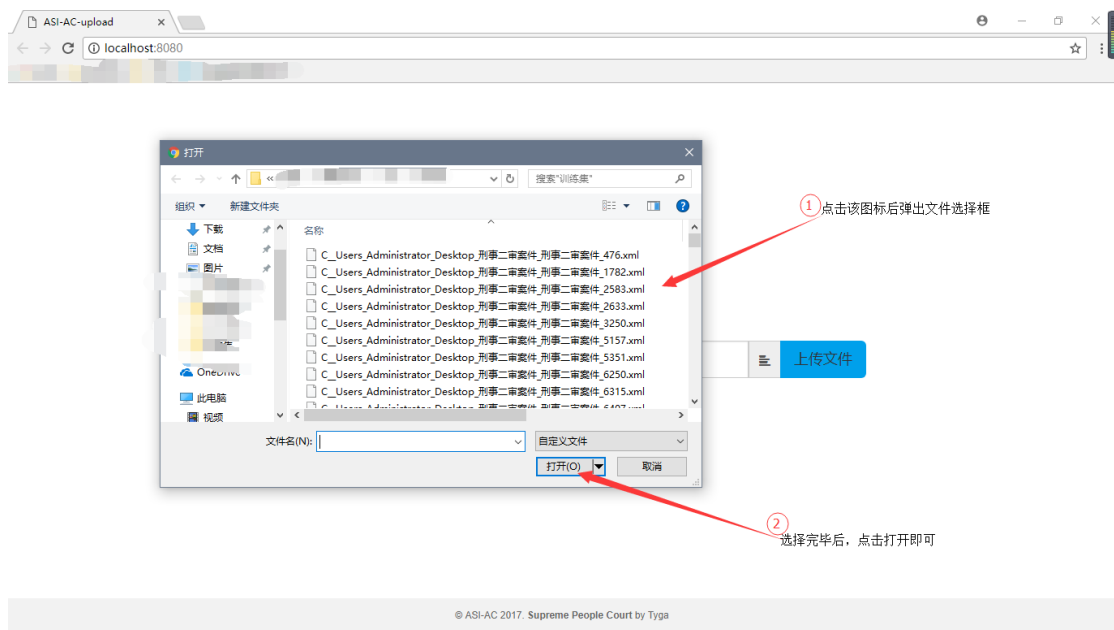 ASI-AC-upload
localhost:8080
打开
«
搜索"训练集"
组织
新建文件夹
①点击该图标后弹出文件选择框
下载
名称
文档
C__Users_Administrator_Desktop_刑事二审案件_刑事二审案件_476.xml
图片
C__Users_Administrator_Desktop_刑事二审案件_刑事二审案件_1782.xml
C__Users_Administrator_Desktop_刑事二审案件_刑事二审案件_2583.xml
C__Users_Administrator_Desktop_刑事二审案件_刑事二审案件_2633.xml
C__Users_Administrator_Desktop_刑事二审案件_刑事二审案件_3250.xml
C__Users_Administrator_Desktop_刑事二审案件_刑事二审案件_5157.xml
C__Users_Administrator_Desktop_刑事二审案件_刑事二审案件_5351.xml
上传文件
C__Users_Administrator_Desktop_刑事二审案件_刑事二审案件_6250.xml
OneDrive
C__Users_Administrator_Desktop_刑事二审案件_刑事二审案件_6315.xml
此电脑
视频
文件名(N):
自定义文件
打开(O)
取消
②
选择完毕后，点击打开即可
© ASI-AC 2017. Supreme People Court by Tyga